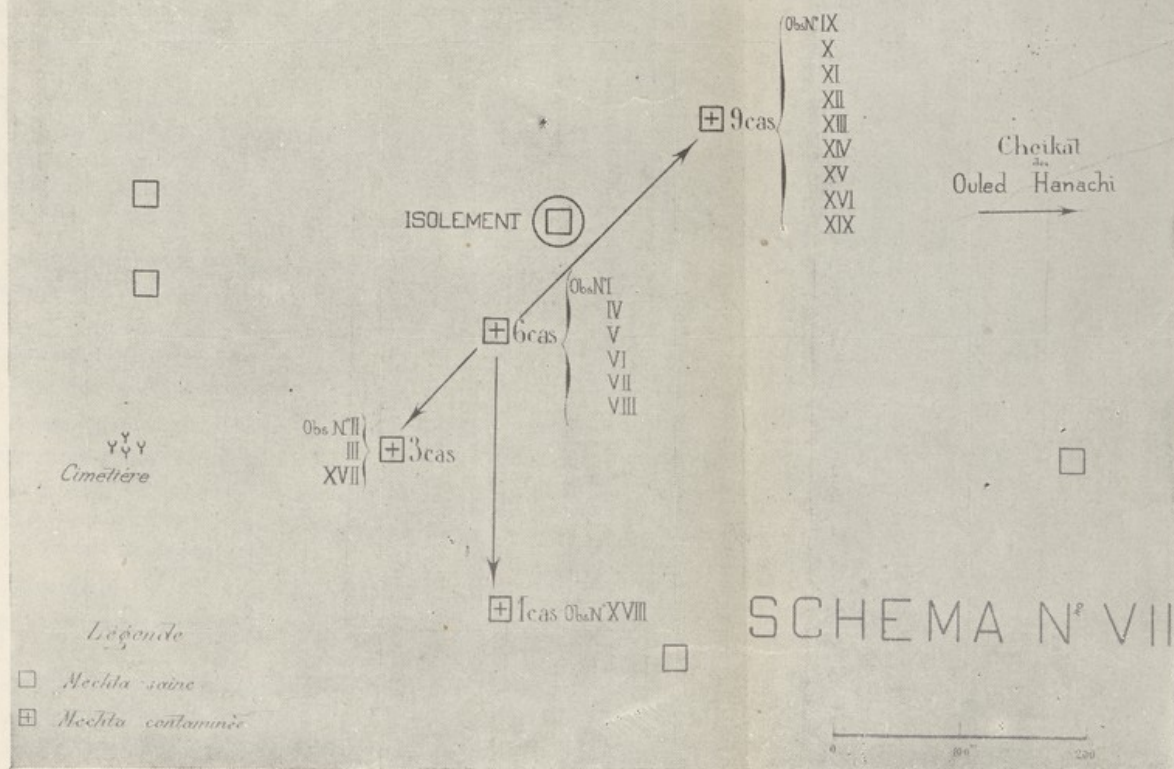 Obs N° IX
X
XI
XII
XIII
XIV
XV
XVI
XIX
9 cas
Cheikat
des
Ouled Hanachi
ISOLEMENT
Obs N° I
IV
V
VI
VII
VIII
6 cas
Obs N° II
III
XVII
3 cas
Cimetière
1 cas Obs N° XVIII
SCHEMA N° VII
Légende
Mechta saine
Mechta contaminée
0 100m 200